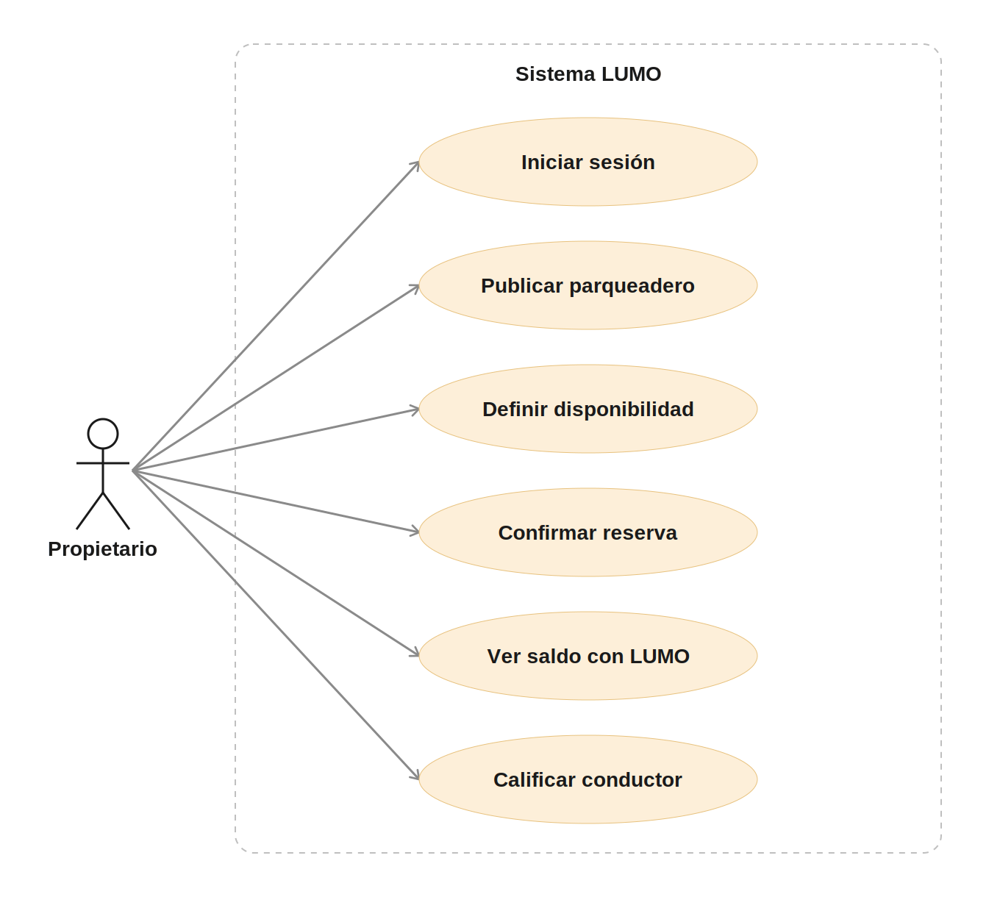 Sistema LUMO
Iniciar sesión
Publicar parqueadero
Definir disponibilidad
Confirmar reserva
Propietario
Ver saldo con LUMO
Calificar conductor